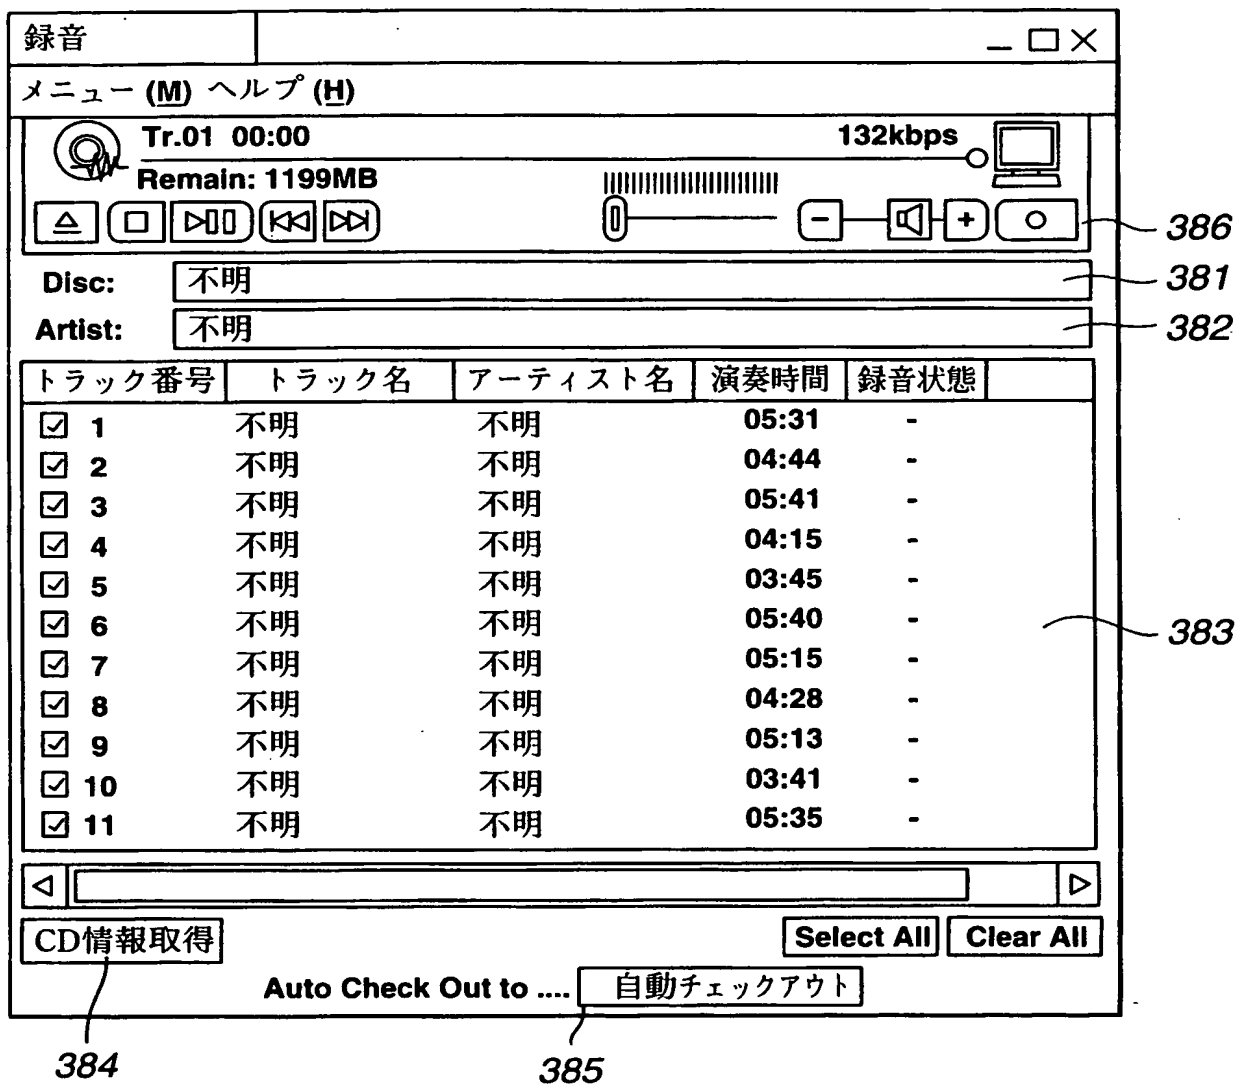 録音
メニュー (M) ヘルプ (H)
Tr.01 00:00 132kbps
Remain: 1199MB
386
Disc: 不明 381
Artist: 不明 382
トラック番号 トラック名 アーティスト名 演奏時間 録音状態
1 不明 不明 05:31 -
2 不明 不明 04:44 -
3 不明 不明 05:41 -
4 不明 不明 04:15 -
5 不明 不明 03:45 -
6 不明 不明 05:40 -
383
7 不明 不明 05:15 -
8 不明 不明 04:28 -
9 不明 不明 05:13 -
10 不明 不明 03:41 -
11 不明 不明 05:35 -
CD情報取得 Select All Clear All
Auto Check Out to .... 自動チェックアウト
384 385